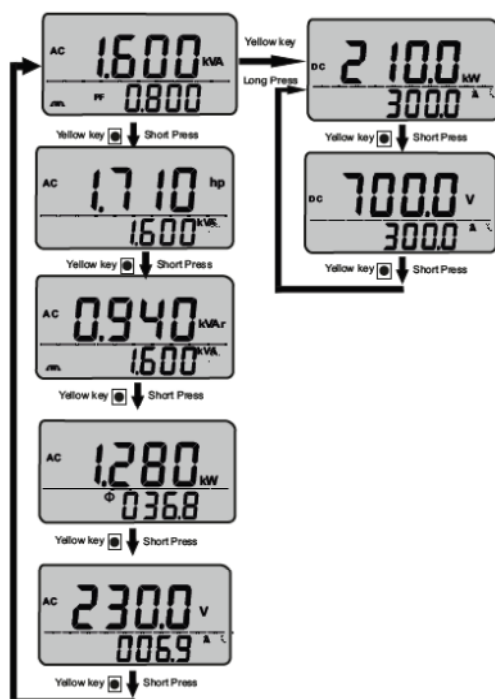 AC 1.600 kVA
PF 0.800
Yellow key Short Press
AC 1.710 hp
1.600 kVA
Yellow key Short Press
AC 0.940 kVAr
1.600 kVA
Yellow key Short Press
AC 1.280 kW
Φ 036.8
Yellow key Short Press
AC 230.0 V
006.9 A
Yellow key Short Press
Yellow key
Long Press
DC 210.0 kW
300.0 A
Yellow key Short Press
DC 700.0 V
300.0 A
Yellow key Short Press